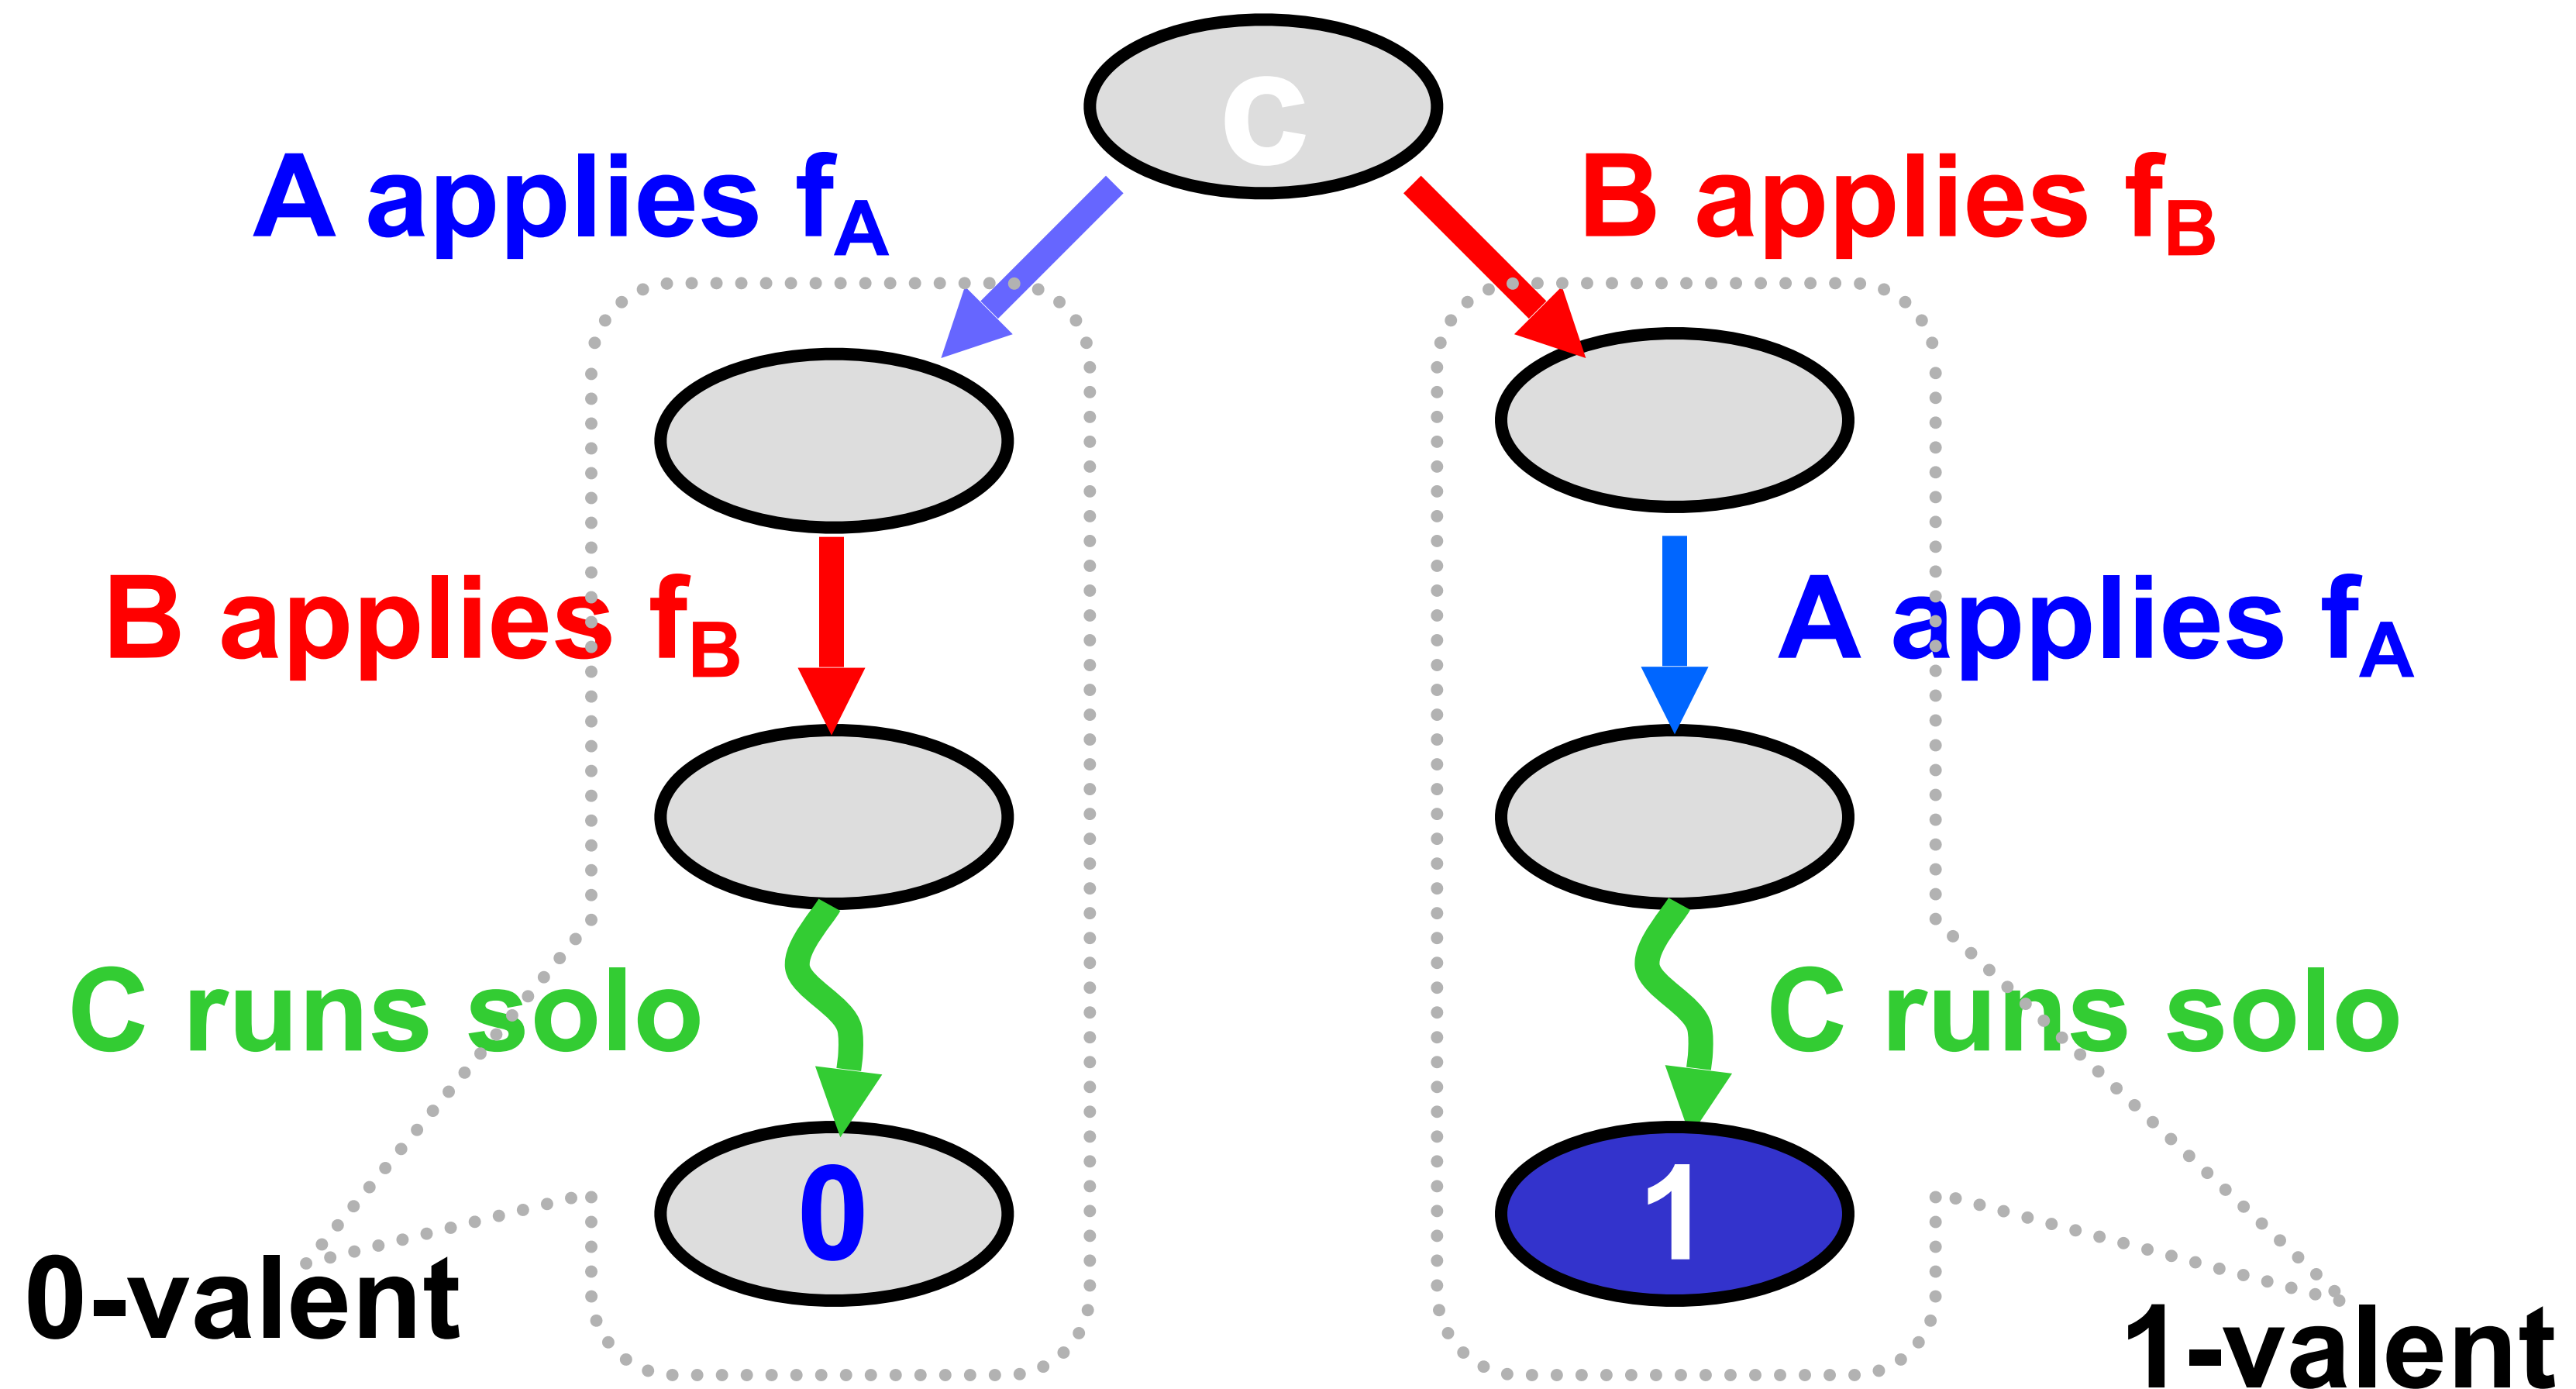 c
A applies fA
B applies fB
B applies fB
A applies fA
C runs solo
C runs solo
0
1
0-valent
1-valent